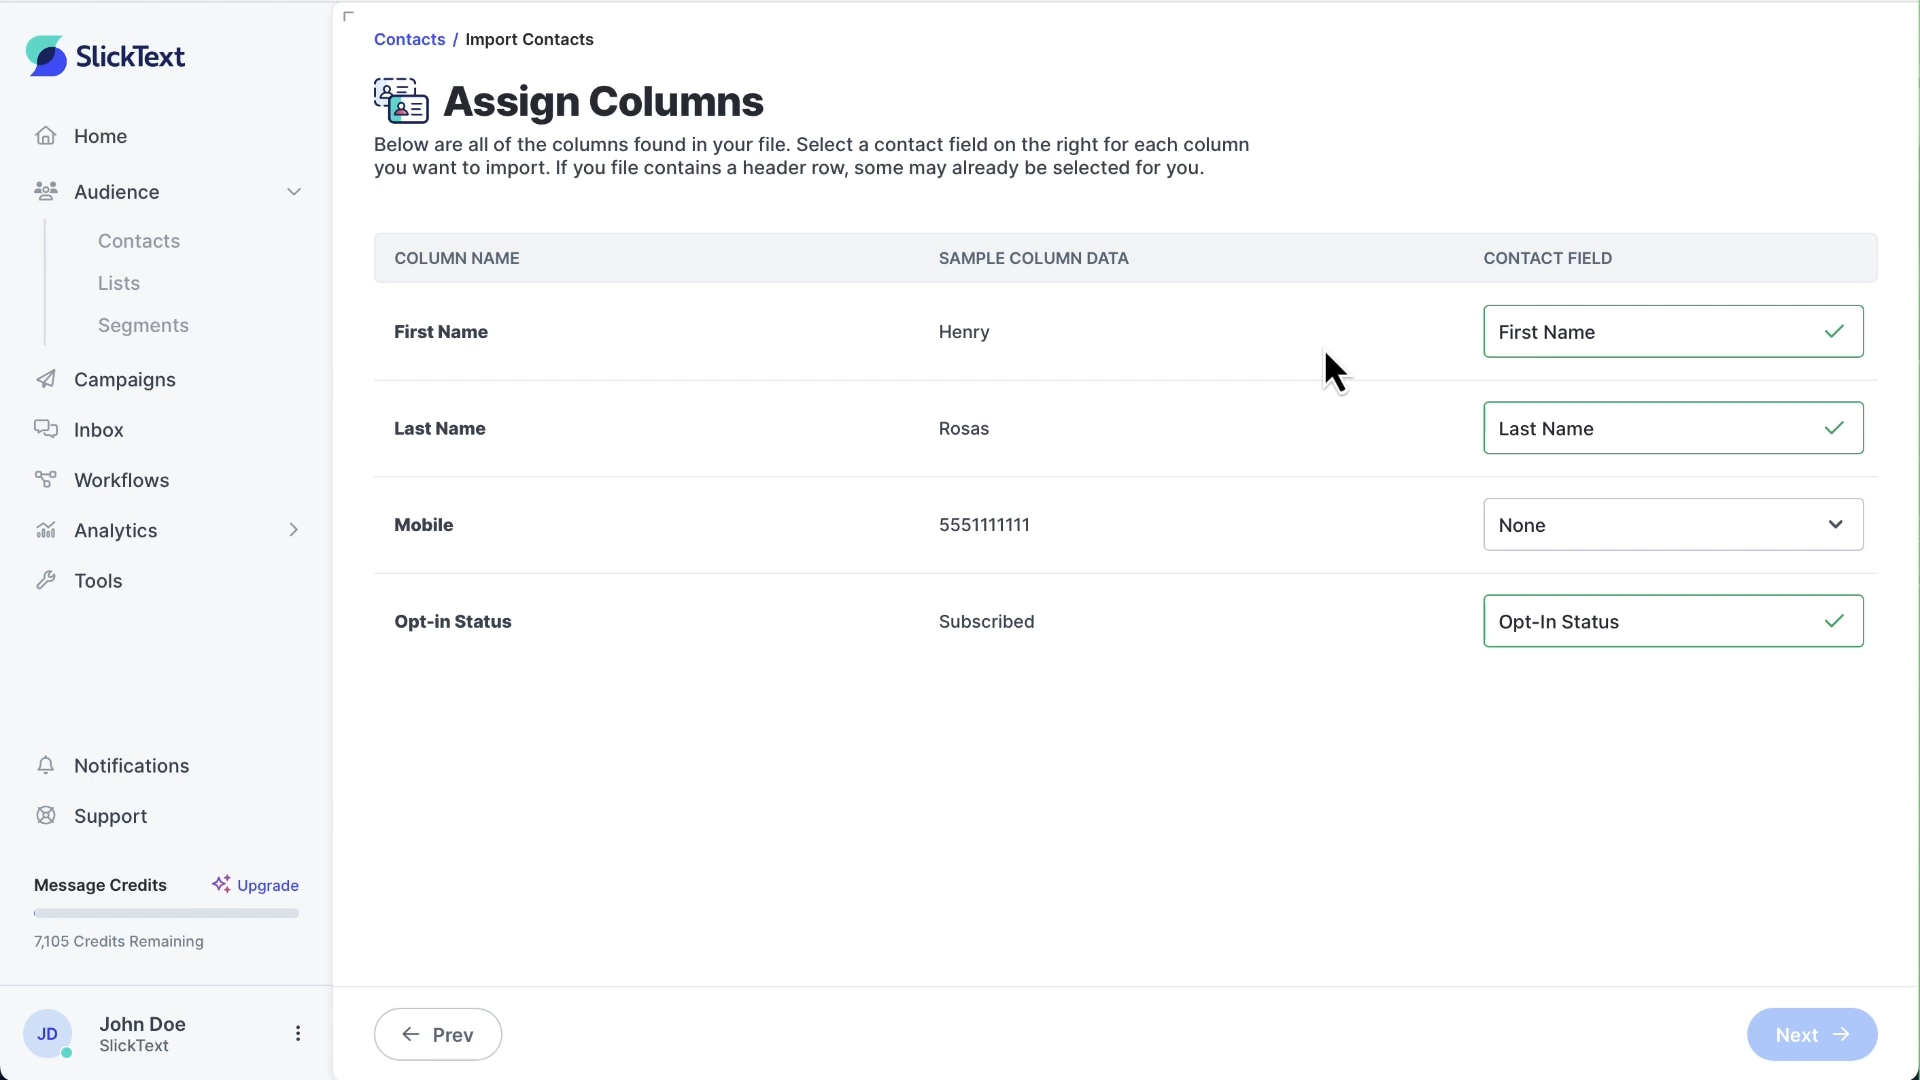 SlickText
Home
Audience
Contacts
Lists
Segments
Campaigns
Inbox
Workflows
Analytics
Tools
Notifications
Support
Message Credits
Upgrade
7,105 Credits Remaining
JD
John Doe
SlickText
Contacts / Import Contacts
Assign Columns
Below are all of the columns found in your file. Select a contact field on the right for each column
you want to import. If you file contains a header row, some may already be selected for you.
COLUMN NAME SAMPLE COLUMN DATA CONTACT FIELD
First Name Henry First Name
Last Name Rosas Last Name
Mobile 5551111111 None
Opt-in Status Subscribed Opt-In Status
Prev
Next